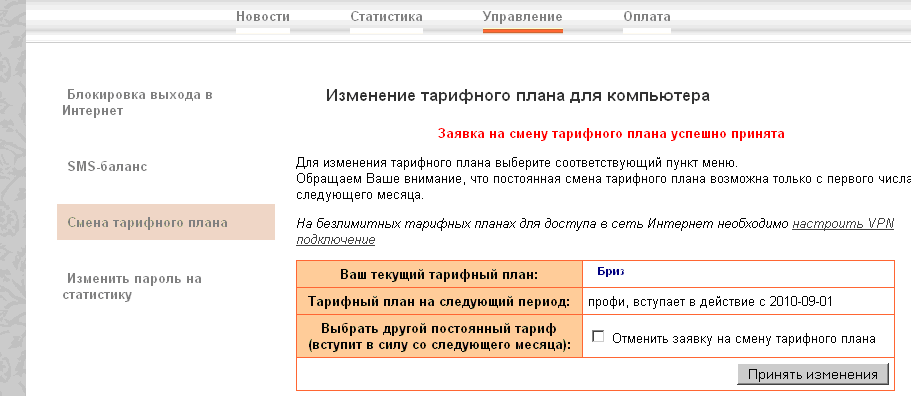 Новости Статистика Управление Оплата
Блокировка выхода в
Интернет
SMS-баланс
Смена тарифного плана
Изменить пароль на
статистику
Изменение тарифного плана для компьютера
Заявка на смену тарифного плана успешно принята
Для изменения тарифного плана выберите соответствующий пункт меню.
Обращаем Ваше внимание, что постоянная смена тарифного плана возможна только с первого числа
следующего месяца.
На безлимитных тарифных планах для доступа в сеть Интернет необходимо настроить VPN
подключение
Ваш текущий тарифный план: Бриз
Тарифный план на следующий период: профи, вступает в действие с 2010-09-01
Выбрать другой постоянный тариф
(вступит в силу со следующего месяца): Отменить заявку на смену тарифного плана
Принять изменения